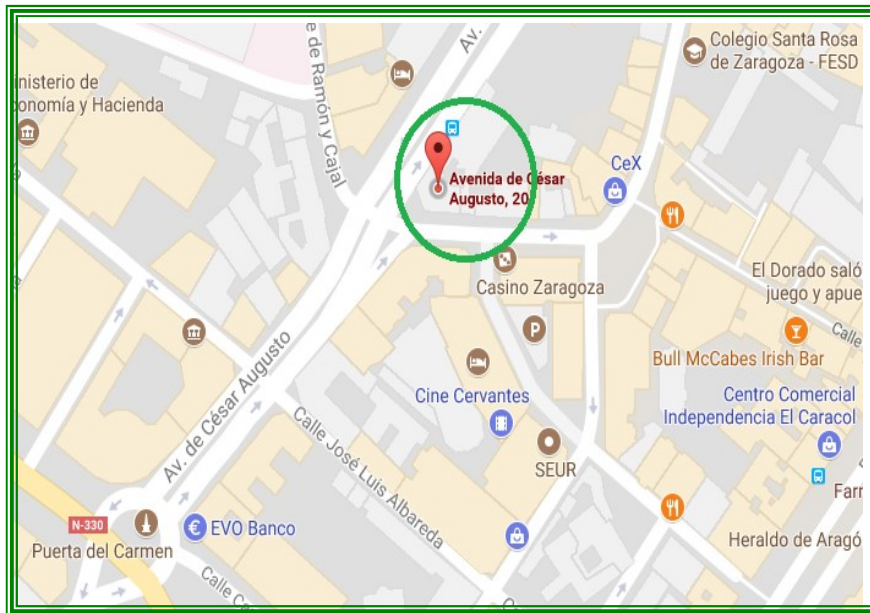 Colegio Santa Rosa
de Zaragoza - FESD
Av.
e de Ramón y Cajal
inisterio de
conomía y Hacienda
CeX
Avenida de César
Augusto, 20
El Dorado saló
juego y apue
Casino Zaragoza
P
Calle
Bull McCabes Irish Bar
Av. de César Augusto
Cine Cervantes
Centro Comercial
Independencia El Caracol
Calle José Luis Albareda
SEUR
Farr
N-330
EVO Banco
Puerta del Carmen
Heraldo de Aragó